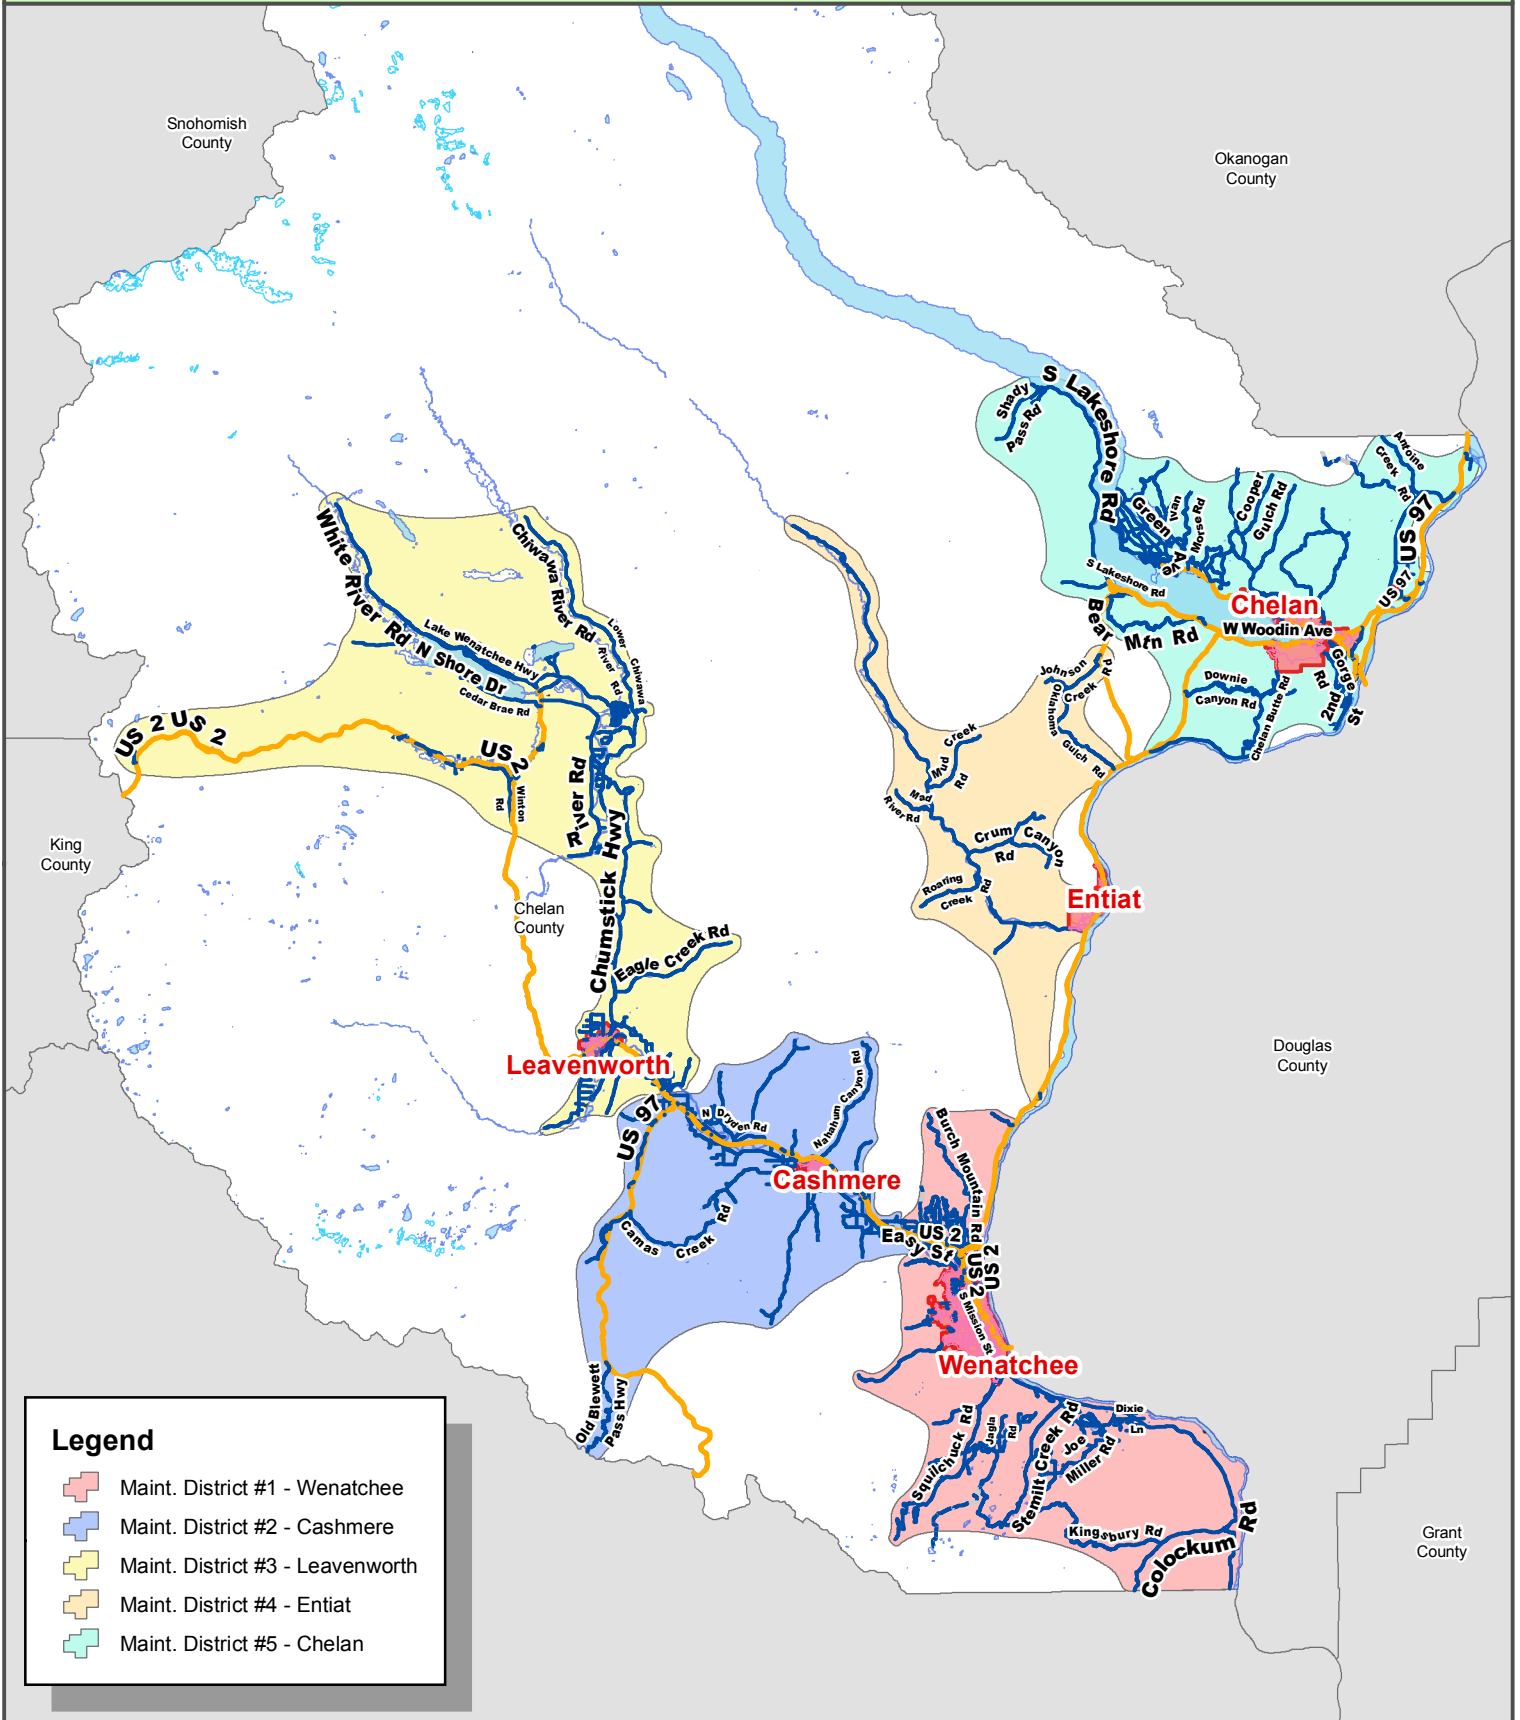 Snohomish
County
Okanogan
County
S Lakeshore Rd
Shady
Pass Rd
Antoine
Creek Rd
US 97
US 97
Green
Ave
Ivan
Morse Rd
Cooper
Gulch Rd
S Lakeshore Rd
Chelan
W Woodin Ave
Bear
Mtn Rd
Johnson
Creek
Rd
Oklahoma
Gulch Rd
Downie
Canyon Rd
Chelan Butte Rd
Gorge
Rd
2nd
St
White River Rd
Chiwawa River Rd
Lower Chiwawa
River Rd
Lake Wenatchee Hwy
N Shore Dr
Cedar Brae Rd
US 2 US 2
US 2
Winton
Rd
River Rd
Chumstick Hwy
Mud Creek
Rd
Mad
River Rd
Crum Canyon
Rd
Roaring
Creek
Rd
Entiat
King
County
Chelan
County
Eagle Creek Rd
Leavenworth
Douglas
County
US 97
N Dryden Rd
Nahahum Canyon Rd
Cashmere
Camas Creek Rd
Burch Mountain Rd
US 2
Easy St
US 2
US 2
S Mission St
Wenatchee
Old Blewett
Pass Hwy
Squilchuck Rd
Jagla
Rd
Stemilt Creek Rd
Joe
Miller Rd
Dixie
Ln
Kingsbury Rd
Colockum Rd
Grant
County
Legend
Maint. District #1 - Wenatchee
Maint. District #2 - Cashmere
Maint. District #3 - Leavenworth
Maint. District #4 - Entiat
Maint. District #5 - Chelan